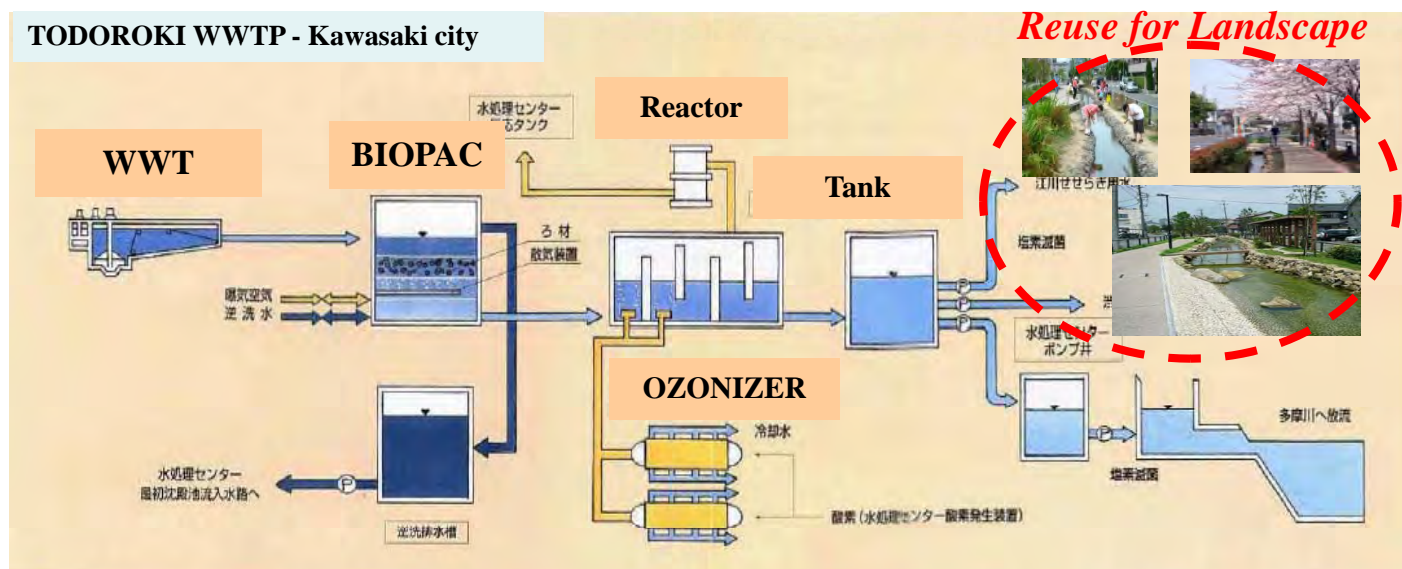 TODOROKI WWTP - Kawasaki city
Reuse for Landscape
水処理センター
タンク
Reactor
WWT
BIOPAC
Tank
江川せせらぎ用水
ろ材
散気装置
塩素滅菌
曝気空気
逆洗水
水処理センター
ポンプ井
P
P
P
OZONIZER
冷却水
多摩川へ放流
水処理センター
最初沈殿池流入水路へ
P
P
塩素滅菌
逆洗排水槽
酸素(水処理センター酸素発生装置)